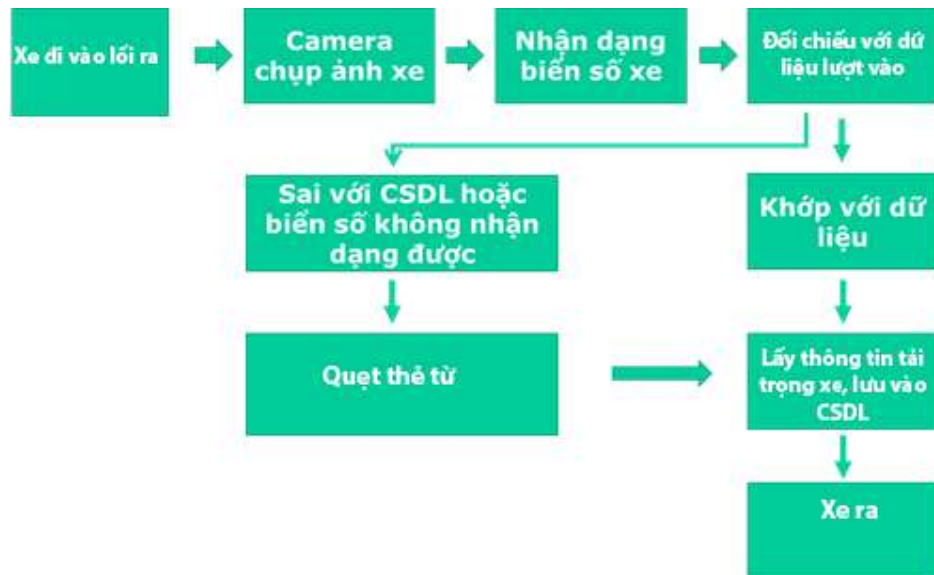 Xe đi vào lối ra
Camera
chụp ảnh xe
Nhận dạng
biển số xe
Đối chiếu với dữ
liệu lượt vào
Sai với CSDL hoặc
biển số không nhận
dạng được
Khớp với dữ
liệu
Quẹt thẻ từ
Lấy thông tin tải
trọng xe, lưu vào
CSDL
Xe ra